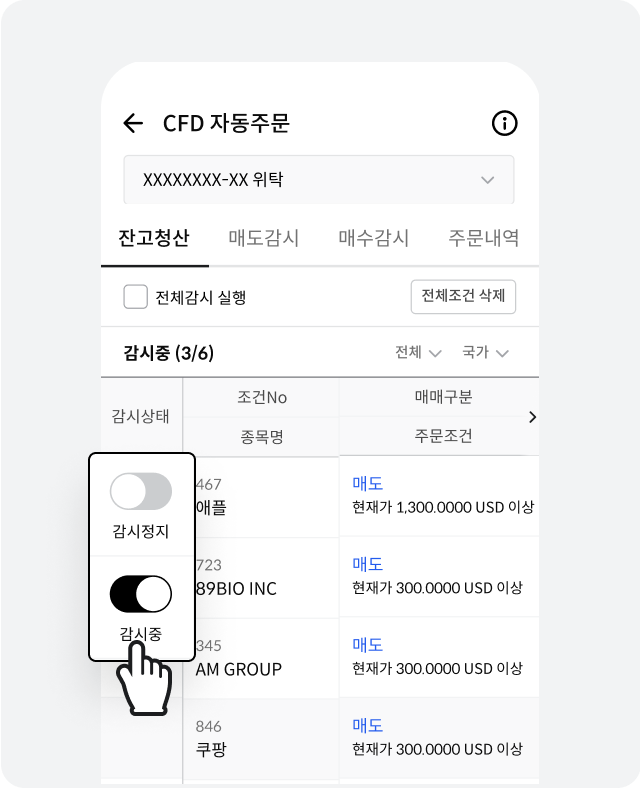 CFD 자동주문
XXXXXXXX-XX 위탁
잔고청산 매도감시 매수감시 주문내역
전체감시 실행 전체조건 삭제
감시중 (3/6) 전체 국가
감시상태 조건No 매매구분
종목명 주문조건
467 매도
애플 현재가 1,300.0000 USD 이상
감시정지
723 매도
89BIO INC 현재가 300.0000 USD 이상
감시중
345 매도
AM GROUP 현재가 300.0000 USD 이상
846 매도
쿠팡 현재가 300.0000 USD 이상